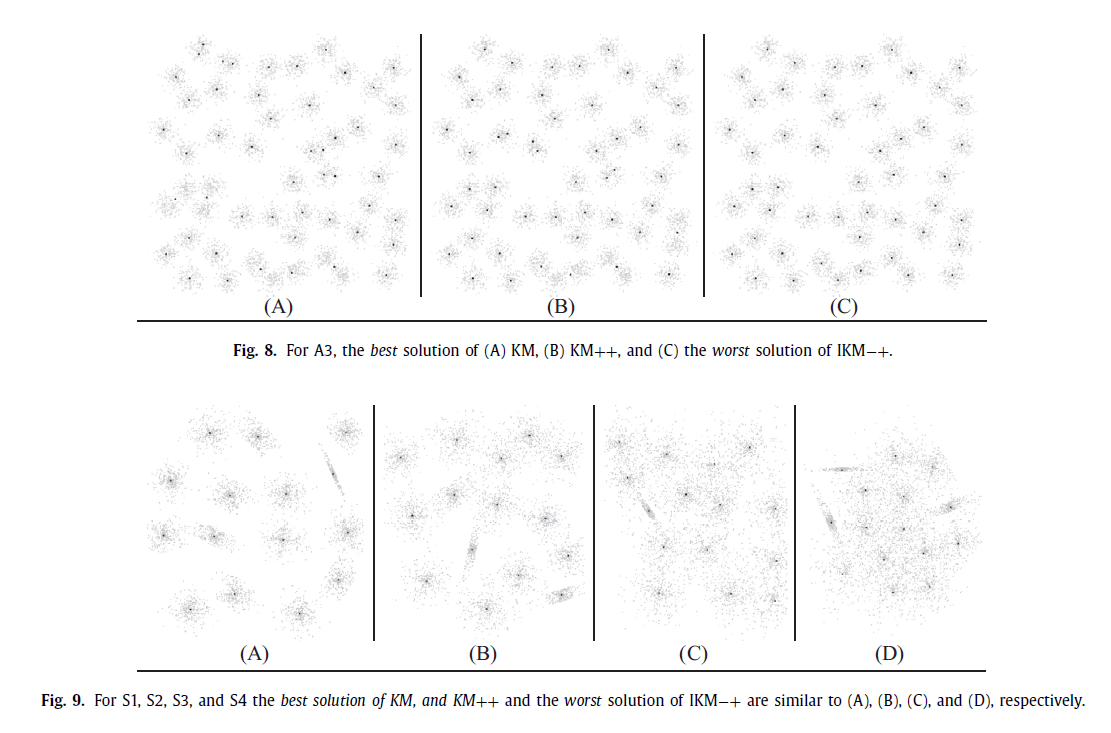 (A) (B) (C)
Fig. 8. For A3, the best solution of (A) KM, (B) KM++, and (C) the worst solution of IKM−+.
(A) (B) (C) (D)
Fig. 9. For S1, S2, S3, and S4 the best solution of KM, and KM++ and the worst solution of IKM−+ are similar to (A), (B), (C), and (D), respectively.